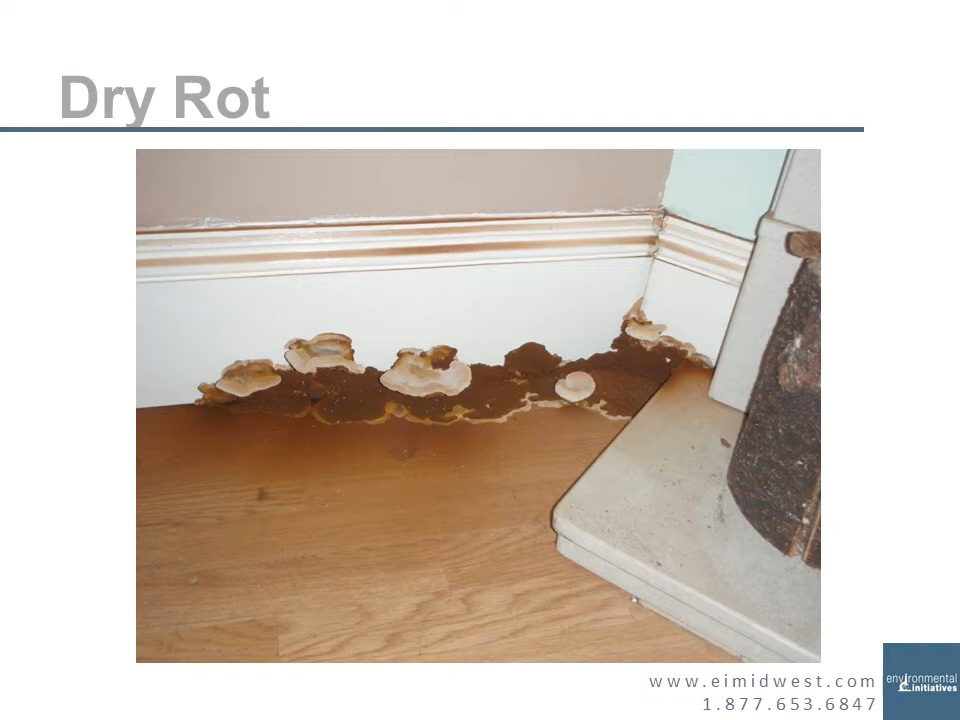 Dry Rot
www.eimidwest.com
1.877.653.6847
environmental
initiatives